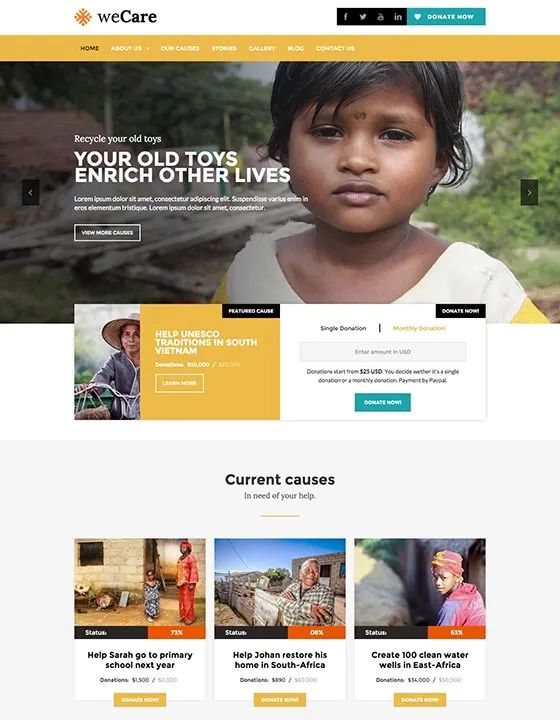 weCare
DONATE NOW
HOME ABOUT US OUR CAUSES STORIES GALLERY BLOG CONTACT US
Recycle your old toys
YOUR OLD TOYS
ENRICH OTHER LIVES
Lorem ipsum dolor sit amet, consectetur adipiscing elit. Suspendisse varius enim in
eros elementum tristique. Lorem ipsum dolor sit amet, consectetur.
VIEW MORE CAUSES
FEATURED CAUSE
HELP UNESCO
TRADITIONS IN SOUTH
VIETNAM
Donations: $50,000 /
LEARN MORE
DONATE NOW!
Single Donation Monthly Donation
Enter amount in USD
Donations start from $25 USD. You decide wether it's a single
donation or a monthly donation. Payment by Paypal.
DONATE NOW!
Current causes
In need of your help.
Status: 73%
Help Sarah go to primary
school next year
Donations: $1,500 / $2,000
DONATE NOW!
Status: 08%
Help Johan restore his
home in South-Africa
Donations: $890 / $60,000
DONATE NOW!
Status: 63%
Create 100 clean water
wells in East-Africa
Donations: $34,000 / $50,000
DONATE NOW!